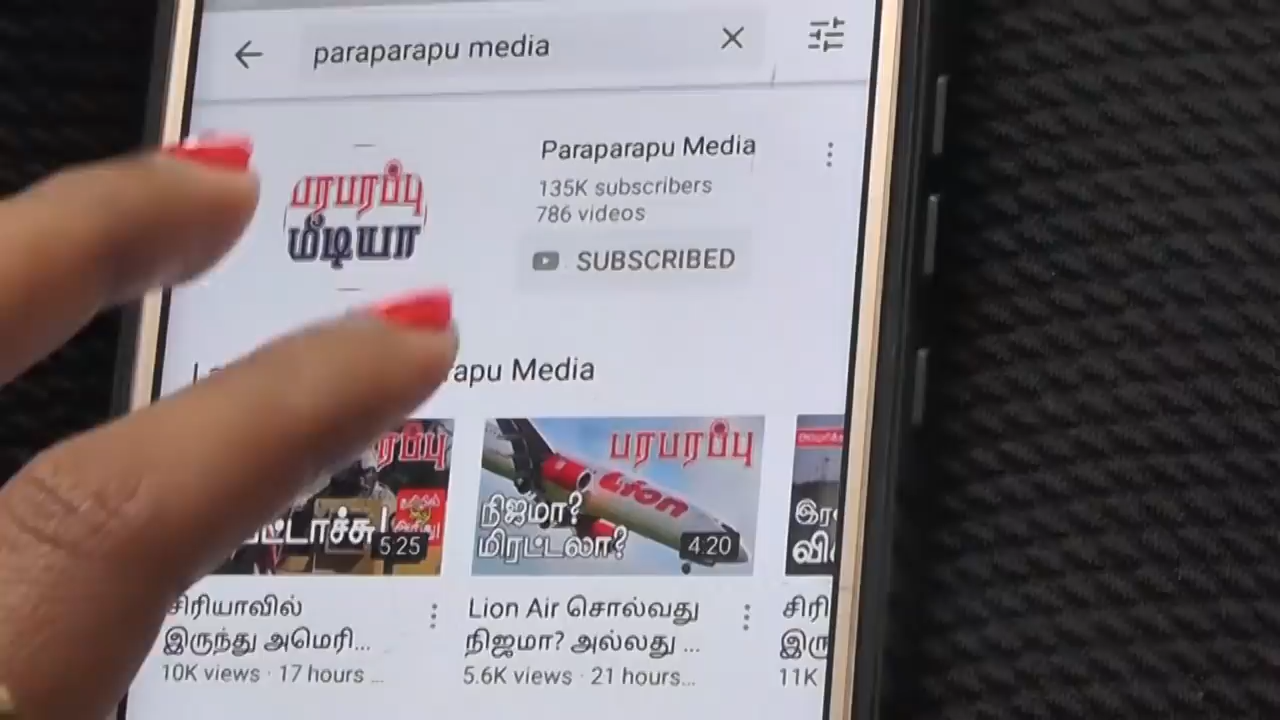 paraparapu media
Paraparapu Media
135K subscribers
786 videos
SUBSCRIBED
பரபரப்பு
மீடியா
apu Media
பரபரப்பு
Lion
நிஜமா?
மிரட்டலா?
5:25
4:20
சிரியாவில்
இருந்து அமெரி...
10K views · 17 hours ...
Lion Air சொல்வது
நிஜமா? அல்லது ...
5.6K views · 21 hours...
சிரி
இரு
11K